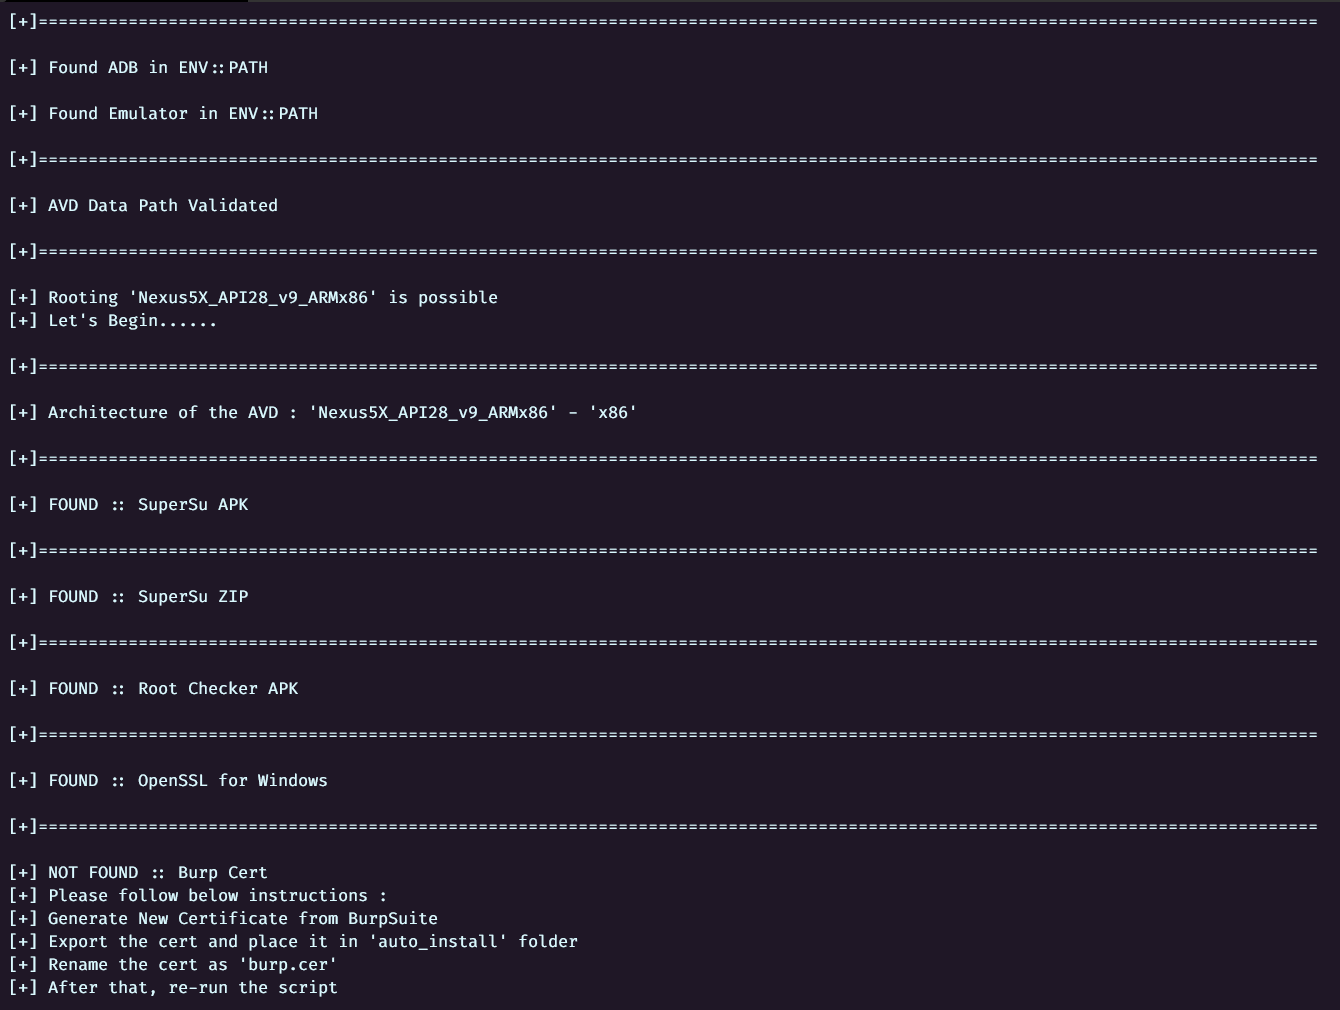 [+]================================================================================================================================
[+] Found ADB in ENV::PATH
[+] Found Emulator in ENV::PATH
[+]================================================================================================================================
[+] AVD Data Path Validated
[+]================================================================================================================================
[+] Rooting 'Nexus5X_API28_v9_ARMx86' is possible
[+] Let's Begin......
[+]================================================================================================================================
[+] Architecture of the AVD : 'Nexus5X_API28_v9_ARMx86' - 'x86'
[+]================================================================================================================================
[+] FOUND :: SuperSu APK
[+]================================================================================================================================
[+] FOUND :: SuperSu ZIP
[+]================================================================================================================================
[+] FOUND :: Root Checker APK
[+]================================================================================================================================
[+] FOUND :: OpenSSL for Windows
[+]================================================================================================================================
[+] NOT FOUND :: Burp Cert
[+] Please follow below instructions :
[+] Generate New Certificate from BurpSuite
[+] Export the cert and place it in 'auto_install' folder
[+] Rename the cert as 'burp.cer'
[+] After that, re-run the script